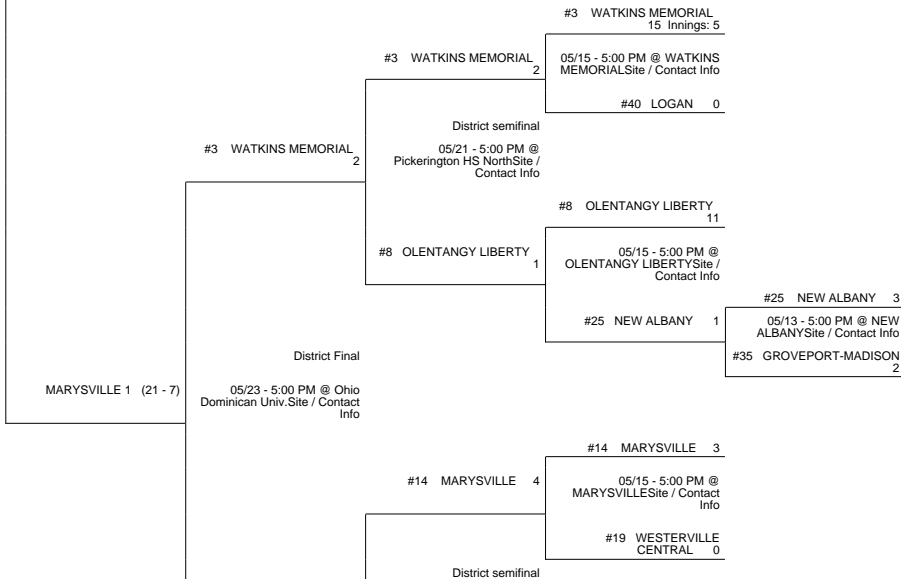 #3 WATKINS MEMORIAL
15 Innings: 5
05/15 - 5:00 PM @ WATKINS
MEMORIALSite / Contact Info
#40 LOGAN 0
#3 WATKINS MEMORIAL
2
District semifinal
05/21 - 5:00 PM @
Pickerington HS NorthSite /
Contact Info
#3 WATKINS MEMORIAL
2
#8 OLENTANGY LIBERTY
11
05/15 - 5:00 PM @
OLENTANGY LIBERTYSite /
Contact Info
#8 OLENTANGY LIBERTY
1
#25 NEW ALBANY 1
#25 NEW ALBANY 3
05/13 - 5:00 PM @ NEW
ALBANYSite / Contact Info
#35 GROVEPORT-MADISON
2
District Final
05/23 - 5:00 PM @ Ohio
Dominican Univ.Site / Contact
Info
MARYSVILLE 1 (21 - 7)
#14 MARYSVILLE 3
05/15 - 5:00 PM @
MARYSVILLESite / Contact
Info
#14 MARYSVILLE 4
#19 WESTERVILLE
CENTRAL 0
District semifinal